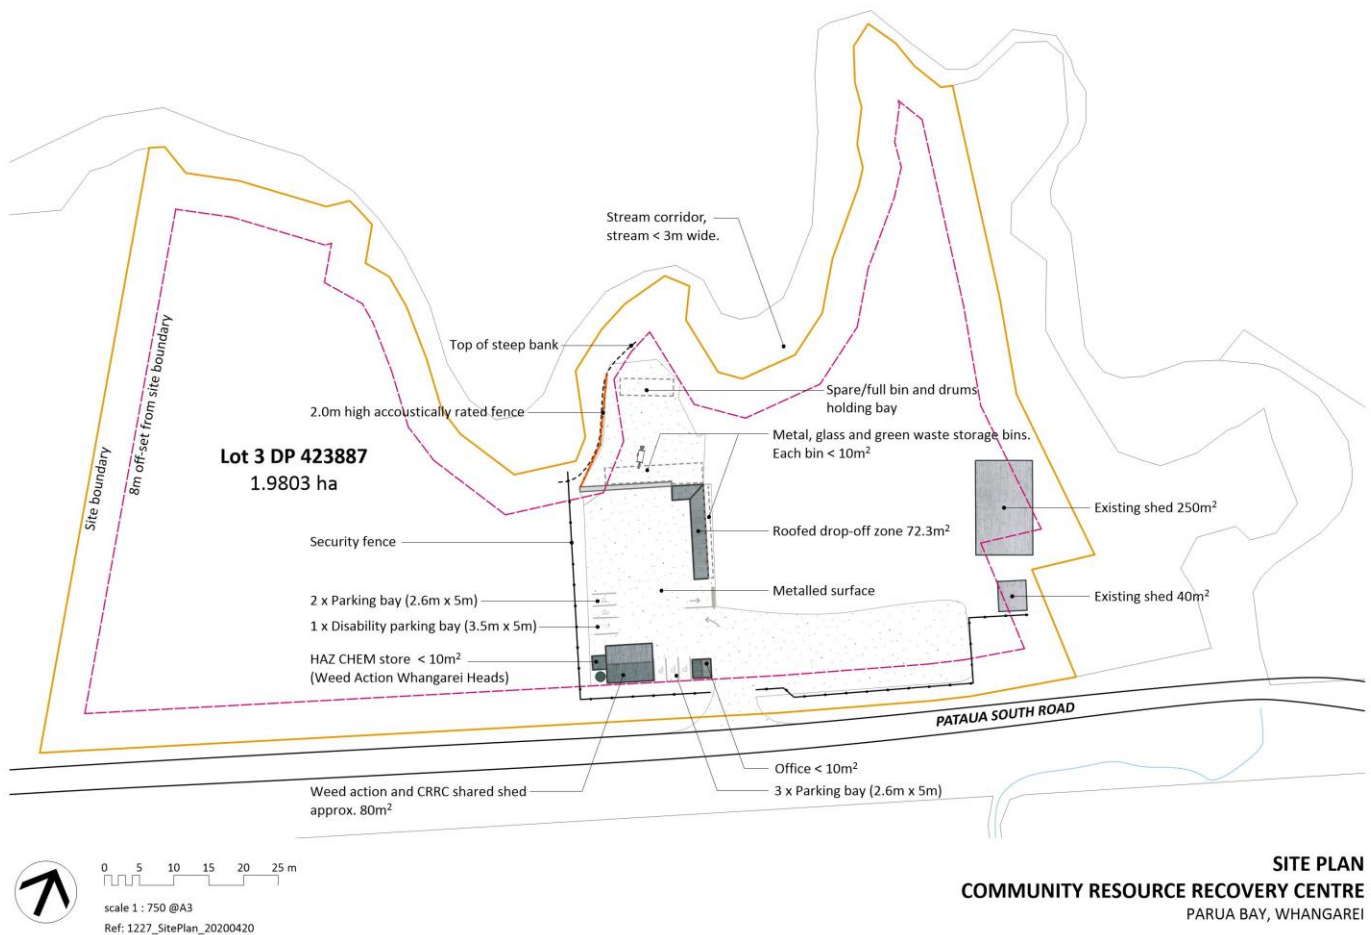 Stream corridor,
stream < 3m wide.
Top of steep bank
2.0m high accoustically rated fence
Spare/full bin and drums
holding bay
Metal, glass and green waste storage bins.
Each bin < 10m²
Lot 3 DP 423887
1.9803 ha
Site boundary
8m off-set from site boundary
Security fence
Roofed drop-off zone 72.3m²
Existing shed 250m²
2 x Parking bay (2.6m x 5m)
Metalled surface
Existing shed 40m²
1 x Disability parking bay (3.5m x 5m)
HAZ CHEM store < 10m²
(Weed Action Whangarei Heads)
PATAUA SOUTH ROAD
Office < 10m²
Weed action and CRRC shared shed
approx. 80m²
3 x Parking bay (2.6m x 5m)
0 5 10 15 20 25 m
scale 1 : 750 @A3
Ref: 1227_SitePlan_20200420
SITE PLAN
COMMUNITY RESOURCE RECOVERY CENTRE
PARUA BAY, WHANGAREI